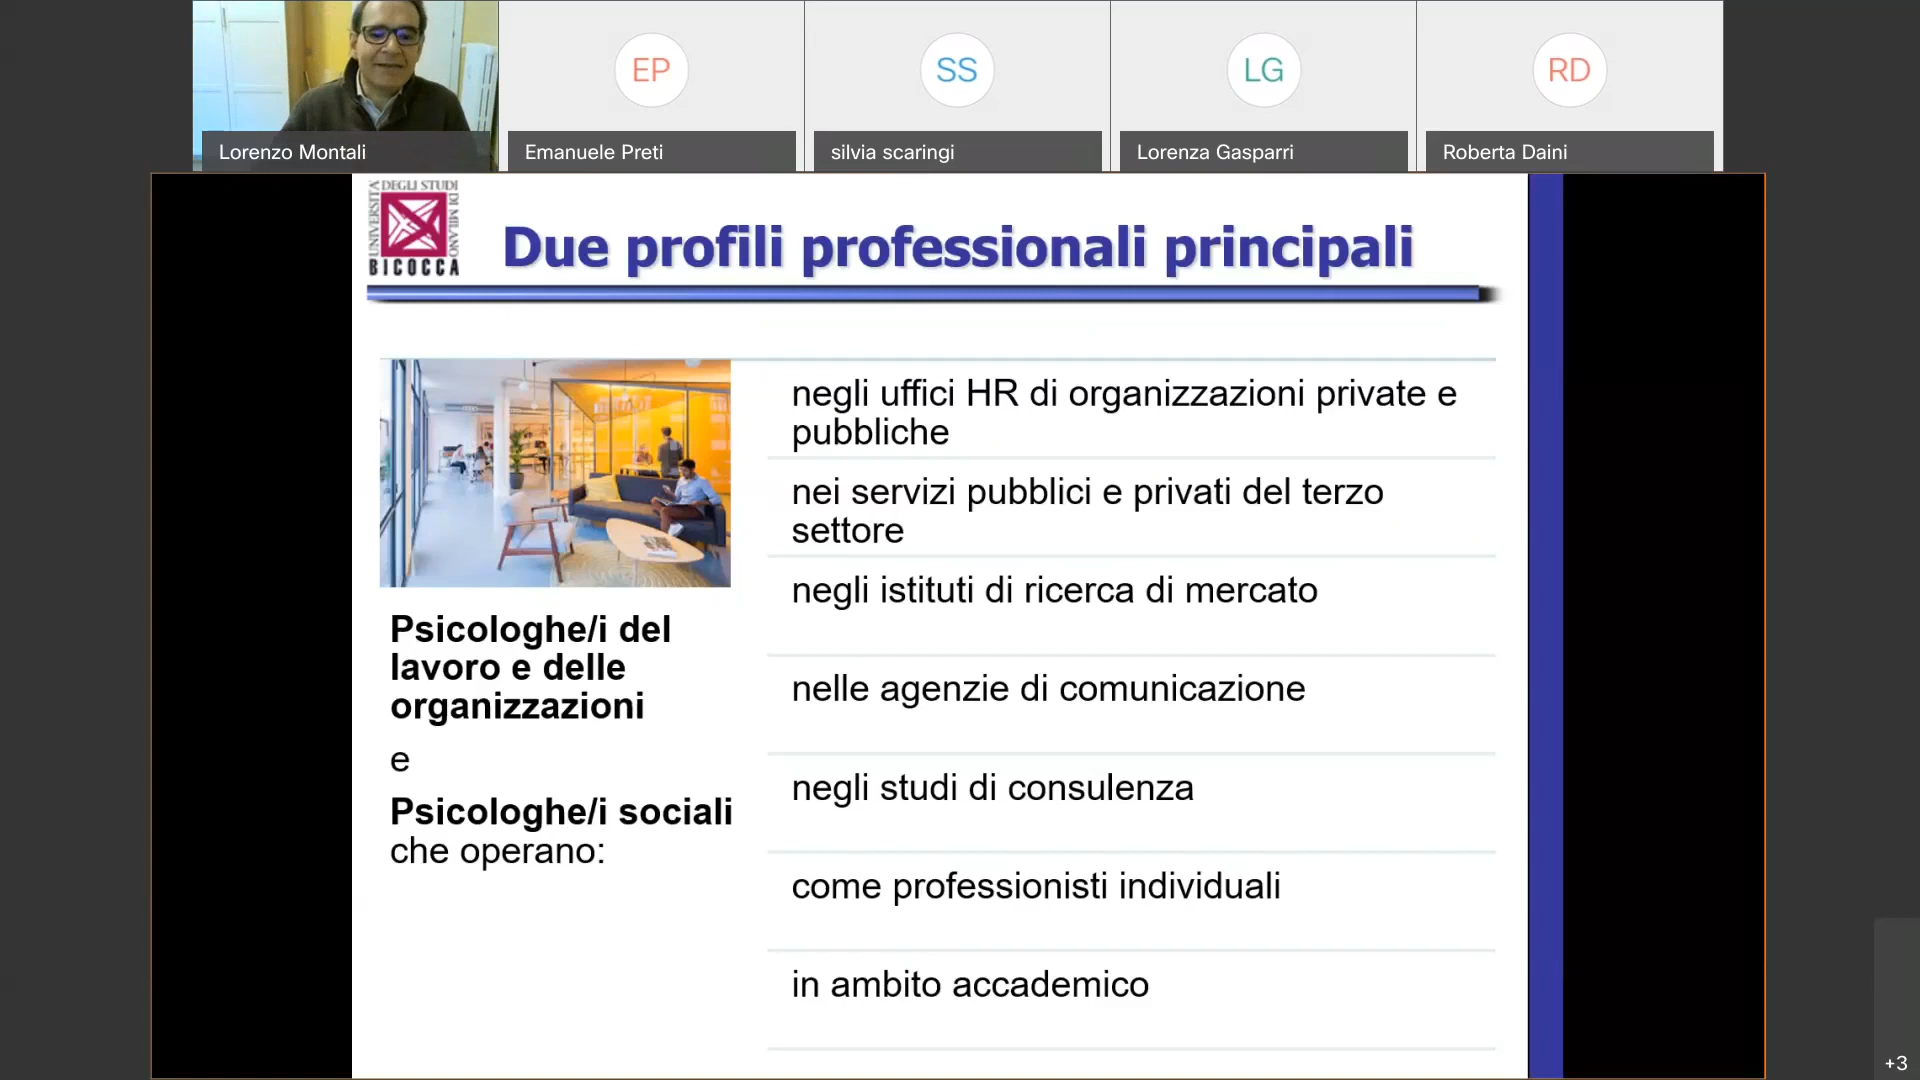 EP
SS
LG
RD
Lorenzo Montali
Emanuele Preti
silvia scaringi
Lorenza Gasparri
Roberta Daini
UNIVERSITÀ
DEGLI STUDI
DI MILANO
BICOCCA
Due profili professionali principali
Psicologhe/i del
lavoro e delle
organizzazioni
e
Psicologhe/i sociali
che operano:
negli uffici HR di organizzazioni private e
pubbliche
nei servizi pubblici e privati del terzo
settore
negli istituti di ricerca di mercato
nelle agenzie di comunicazione
negli studi di consulenza
come professionisti individuali
in ambito accademico
+3